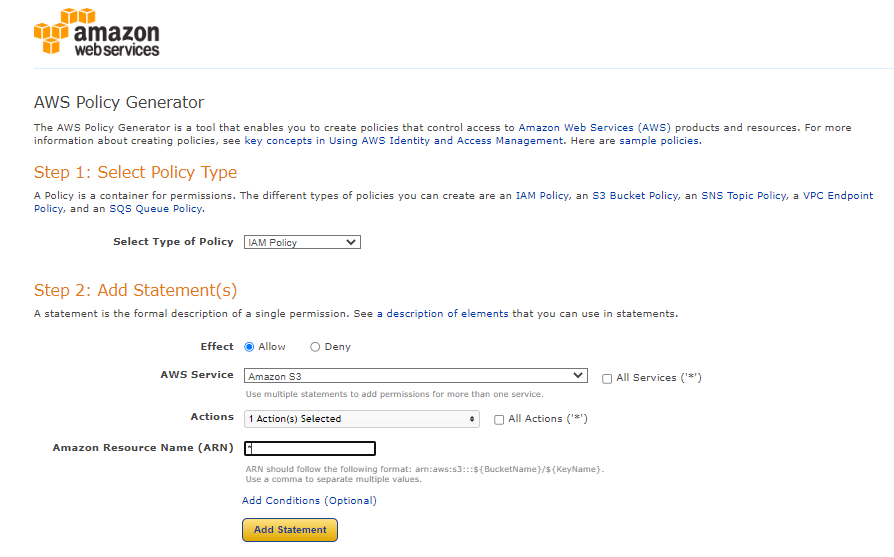 amazon
web services
AWS Policy Generator
The AWS Policy Generator is a tool that enables you to create policies that control access to Amazon Web Services (AWS) products and resources. For more
information about creating policies, see key concepts in Using AWS Identity and Access Management. Here are sample policies.
Step 1: Select Policy Type
A Policy is a container for permissions. The different types of policies you can create are an IAM Policy, an S3 Bucket Policy, an SNS Topic Policy, a VPC Endpoint
Policy, and an SQS Queue Policy.
Select Type of Policy IAM Policy
Step 2: Add Statement(s)
A statement is the formal description of a single permission. See a description of elements that you can use in statements.
Effect Allow Deny
AWS Service Amazon S3 All Services ('*')
Use multiple statements to add permissions for more than one service.
Actions 1 Action(s) Selected All Actions ('*')
Amazon Resource Name (ARN) *
ARN should follow the following format: arn:aws:s3:::${BucketName}/${KeyName}.
Use a comma to separate multiple values.
Add Conditions (Optional)
Add Statement